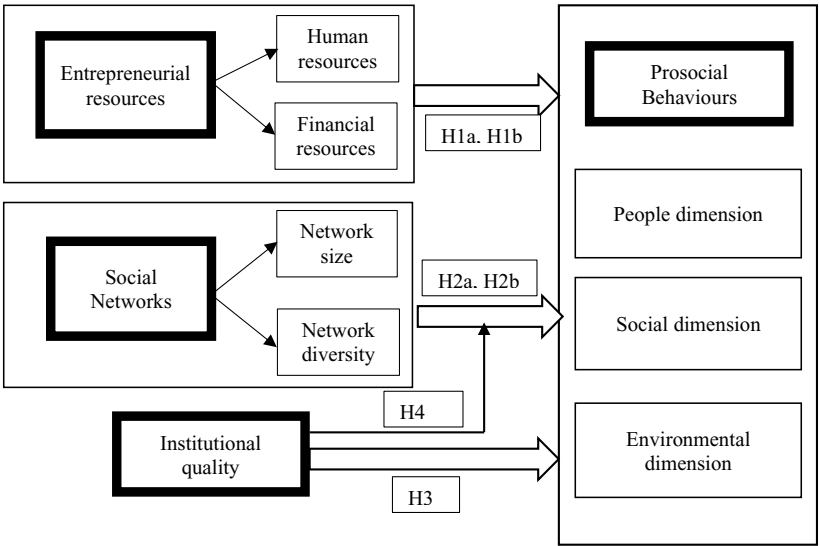 Entrepreneurial
resources
Human
resources
Financial
resources
H1a, H1b
Social
Networks
Network
size
Network
diversity
H2a, H2b
H4
Institutional
quality
H3
Prosocial
Behaviours
People dimension
Social dimension
Environmental
dimension